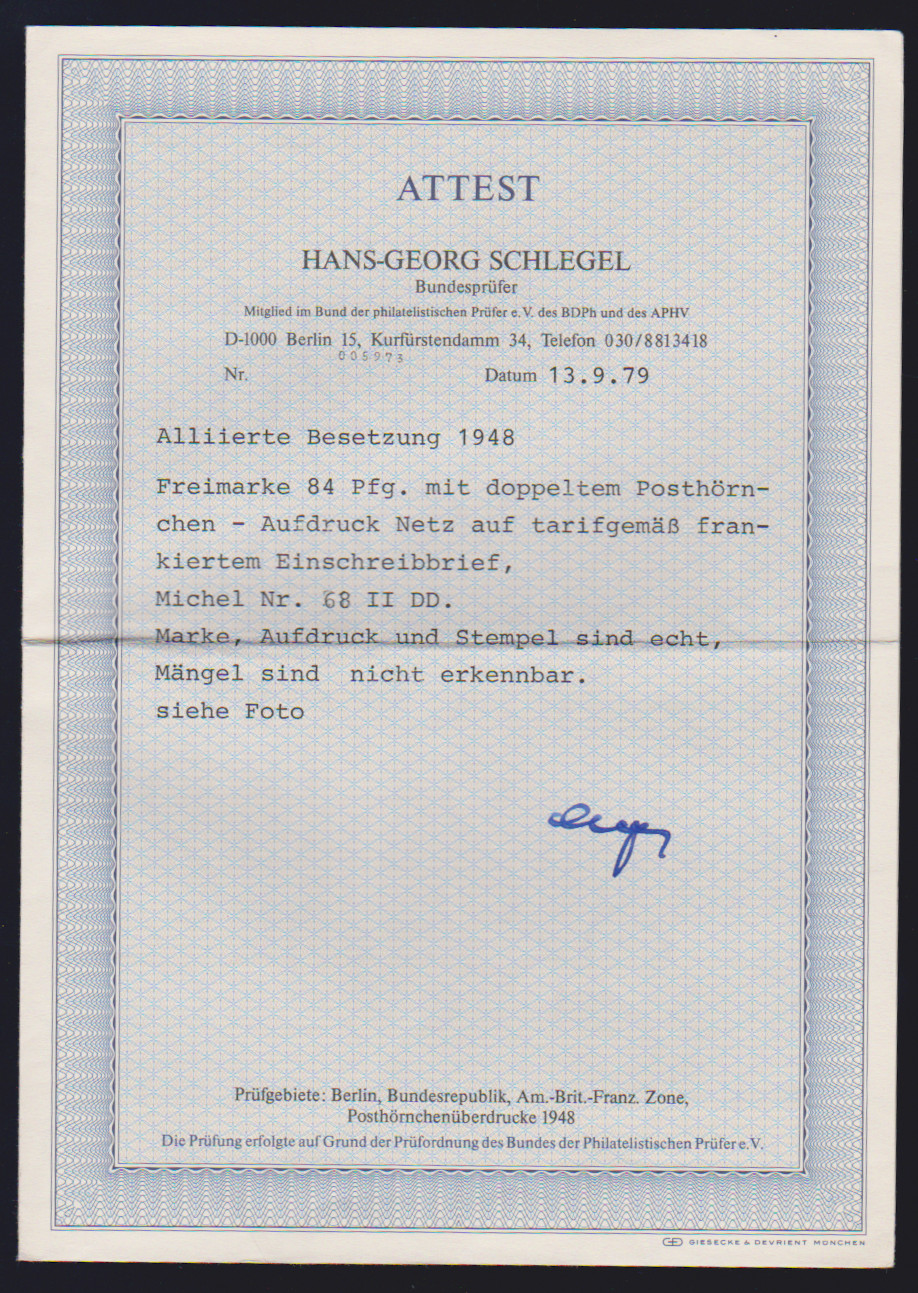 ATTEST
HANS-GEORG SCHLEGEL
Bundesprüfer
Mitglied im Bund der philatelistischen Prüfer e.V. des BDPh und des APHV
D-1000 Berlin 15, Kurfürstendamm 34, Telefon 030/8813418
005973
Nr. Datum 13.9.79
Alliierte Besetzung 1948
Freimarke 84 Pfg. mit doppeltem Posthörn-
chen - Aufdruck Netz auf tarifgemäß fran-
kiertem Einschreibbrief,
Michel Nr. 68 II DD.
Marke, Aufdruck und Stempel sind echt,
Mängel sind nicht erkennbar.
siehe Foto
Prüfgebiete: Berlin, Bundesrepublik, Am.-Brit.-Franz. Zone,
Posthörnchenüberdrucke 1948
Die Prüfung erfolgte auf Grund der Prüfordnung des Bundes der Philatelistischen Prüfer e.V.
GIESECKE & DEVRIENT MÜNCHEN